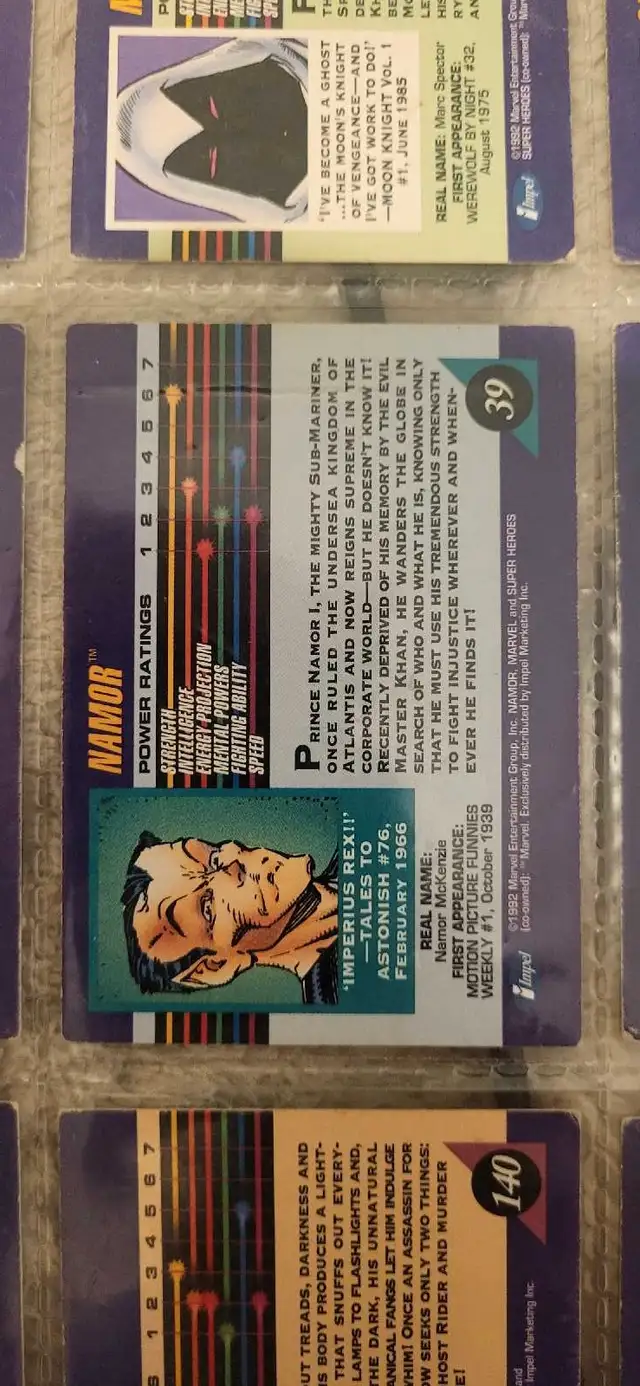 'I'VE BECOME A GHOST
...THE MOON'S KNIGHT
OF VENGEANCE—AND
I'VE GOT WORK TO DO!'
—MOON KNIGHT VOL. 1
#1, JUNE 1985
REAL NAME: Marc Spector
FIRST APPEARANCE:
WEREWOLF BY NIGHT #32,
August 1975
Impel
©1992 Marvel Entertainment Grou
SUPER HEROES (co-owned): ™ Mar
NAMOR™
POWER RATINGS 1 2 3 4 5 6 7
STRENGTH
INTELLIGENCE
ENERGY PROJECTION
MENTAL POWERS
FIGHTING ABILITY
SPEED
'IMPERIUS REX!!'
—TALES TO
ASTONISH #76,
FEBRUARY 1966
REAL NAME:
Namor McKenzie
FIRST APPEARANCE:
MOTION PICTURE FUNNIES
WEEKLY #1, October 1939
PRINCE NAMOR I, THE MIGHTY SUB-MARINER,
ONCE RULED THE UNDERSEA KINGDOM OF
ATLANTIS AND NOW REIGNS SUPREME IN THE
CORPORATE WORLD—BUT HE DOESN'T KNOW IT!
RECENTLY DEPRIVED OF HIS MEMORY BY THE EVIL
MASTER KHAN, HE WANDERS THE GLOBE IN
SEARCH OF WHO AND WHAT HE IS, KNOWING ONLY
THAT HE MUST USE HIS TREMENDOUS STRENGTH
TO FIGHT INJUSTICE WHEREVER AND WHEN-
EVER HE FINDS IT!
39
Impel
©1992 Marvel Entertainment Group, Inc. NAMOR, MARVEL and SUPER HEROES
(co-owned): ™ Marvel. Exclusively distributed by Impel Marketing Inc.
S 1 2 3 4 5 6 7
UT TREADS, DARKNESS AND
IS BODY PRODUCES A LIGHT-
THAT SNUFFS OUT EVERY-
LAMPS TO FLASHLIGHTS AND,
THE DARK, HIS UNNATURAL
ANICAL FANGS LET HIM INDULGE
WHIM! ONCE AN ASSASSIN FOR
OW SEEKS ONLY TWO THINGS:
HOST RIDER AND MURDER
E!
140
and
Impel Marketing Inc.